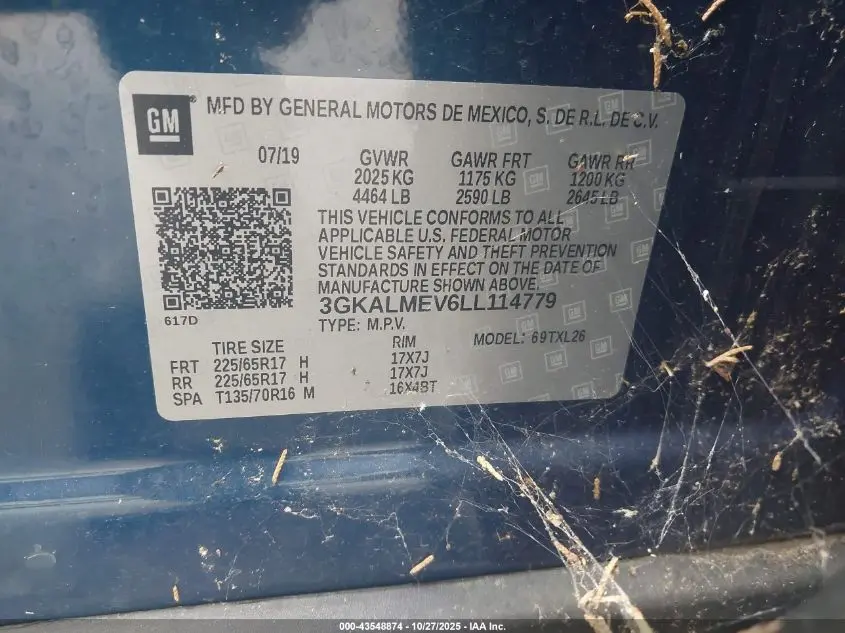 GM ® MFD BY GENERAL MOTORS DE MEXICO, S. DE R.L. DE C.V.
07/19 GVWR GAWR FRT GAWR RR
2025 KG 1175 KG 1200 KG
4464 LB 2590 LB 2645 LB
THIS VEHICLE CONFORMS TO ALL
APPLICABLE U.S. FEDERAL MOTOR
VEHICLE SAFETY AND THEFT PREVENTION
STANDARDS IN EFFECT ON THE DATE OF
MANUFACTURE SHOWN ABOVE.
3GKALMEV6LL114779
617D TYPE: M.P.V. MODEL: 69TXL26
TIRE SIZE RIM
FRT 225/65R17 H 17X7J
RR 225/65R17 H 17X7J
SPA T135/70R16 M 16X4BT
000-43548874 / 10/27/2025 - IAA Inc.